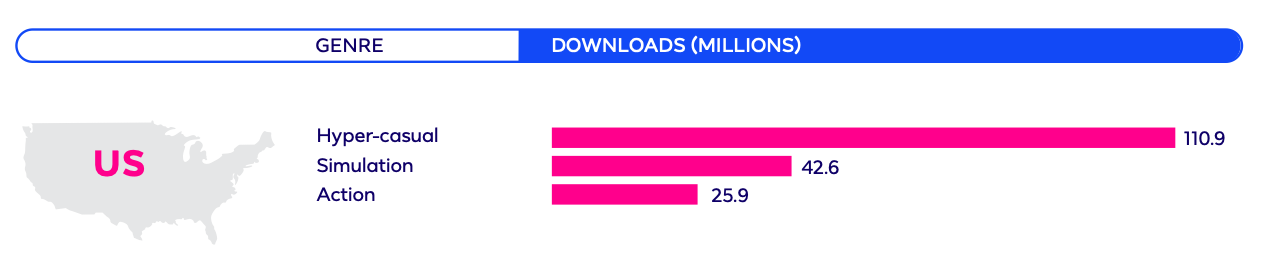 GENRE DOWNLOADS (MILLIONS)
US
Hyper-casual 110.9
Simulation 42.6
Action 25.9